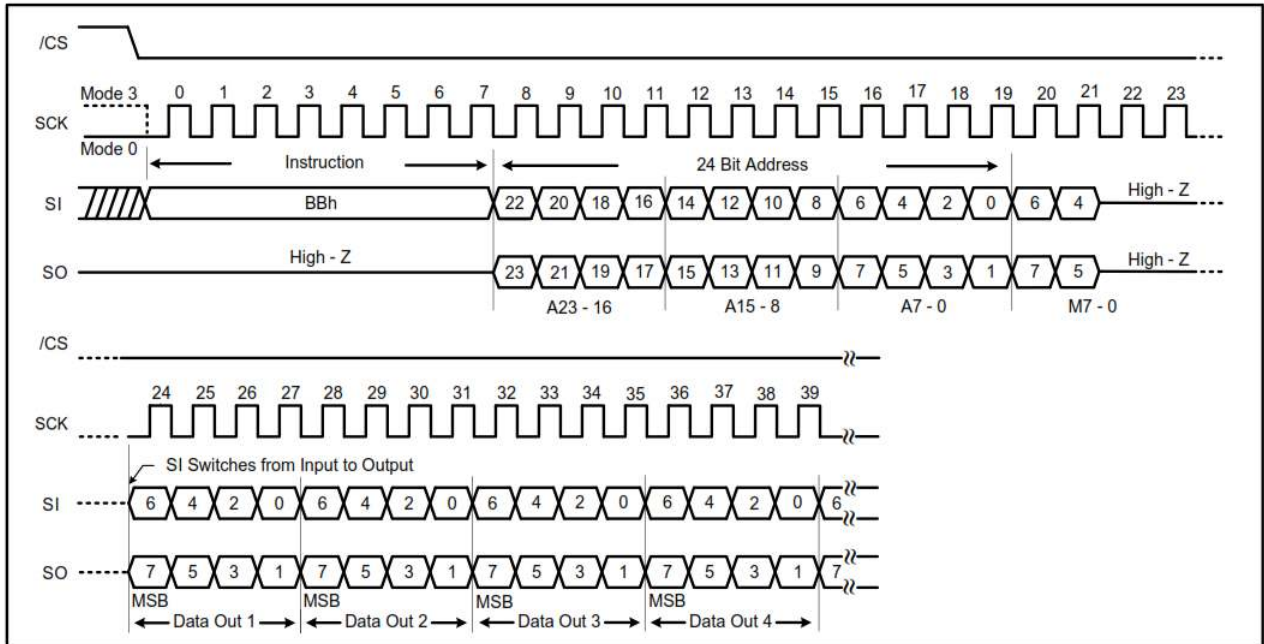 /CS
Mode 3 0 1 2 3 4 5 6 7 8 9 10 11 12 13 14 15 16 17 18 19 20 21 22 23
SCK
Mode 0
Instruction 24 Bit Address
SI BBh 22 20 18 16 14 12 10 8 6 4 2 0 6 4 High - Z
SO High - Z 23 21 19 17 15 13 11 9 7 5 3 1 7 5 High - Z
A23 - 16 A15 - 8 A7 - 0 M7 - 0
/CS
24 25 26 27 28 29 30 31 32 33 34 35 36 37 38 39
SCK
SI Switches from Input to Output
SI 6 4 2 0 6 4 2 0 6 4 2 0 6 4 2 0 6
SO 7 5 3 1 7 5 3 1 7 5 3 1 7 5 3 1 7
MSB MSB MSB MSB
Data Out 1 Data Out 2 Data Out 3 Data Out 4